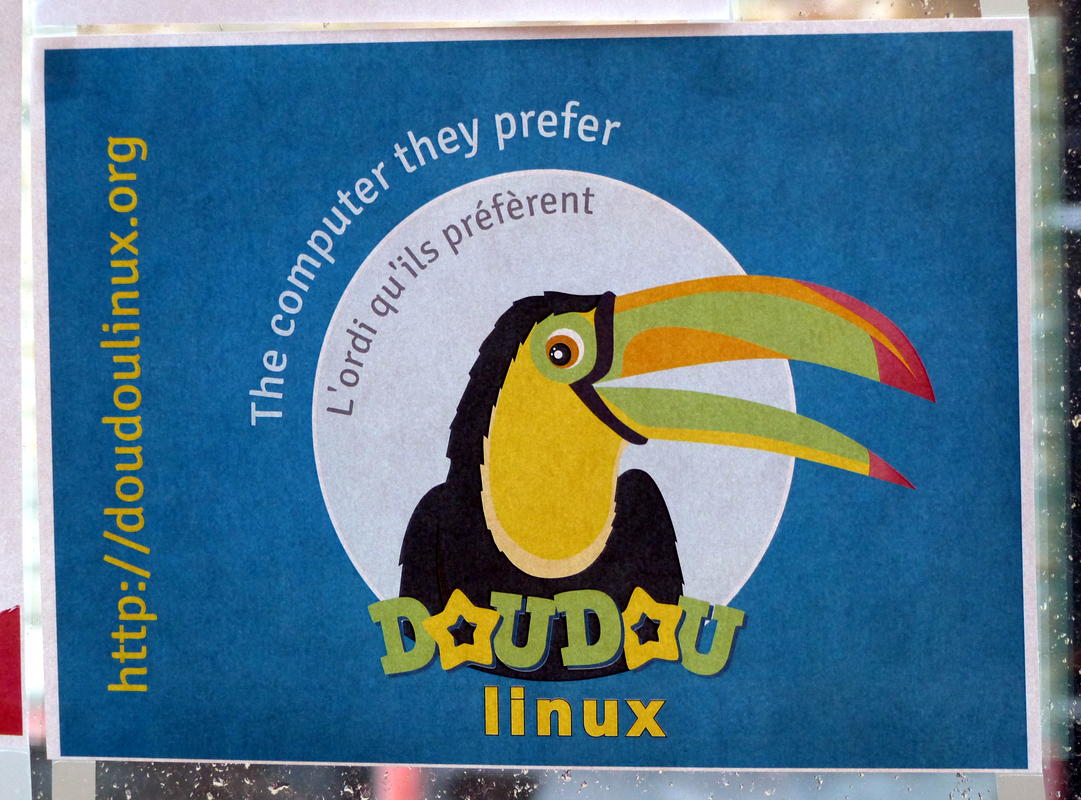 http://doudoulinux.org
The computer they prefer
L'ordi qu'ils préfèrent
DOUDOU
linux